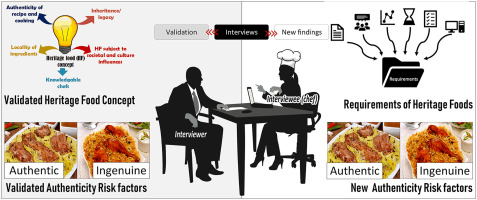 Authenticity of
recipe and cooking
Inheritance/
legacy
Locality of
ingredients
Heritage food (HF)
concept
HF subject to
societal and culture
influences
Knowledgable
chefs
Validated Heritage Food Concept
Validation
Interviews
New findings
Interviewer
Interviewee (chef)
Requirements
Requirements of Heritage Foods
Authentic
Ingenuine
Validated Authenticity Risk factors
Authentic
Ingenuine
New Authenticity Risk factors